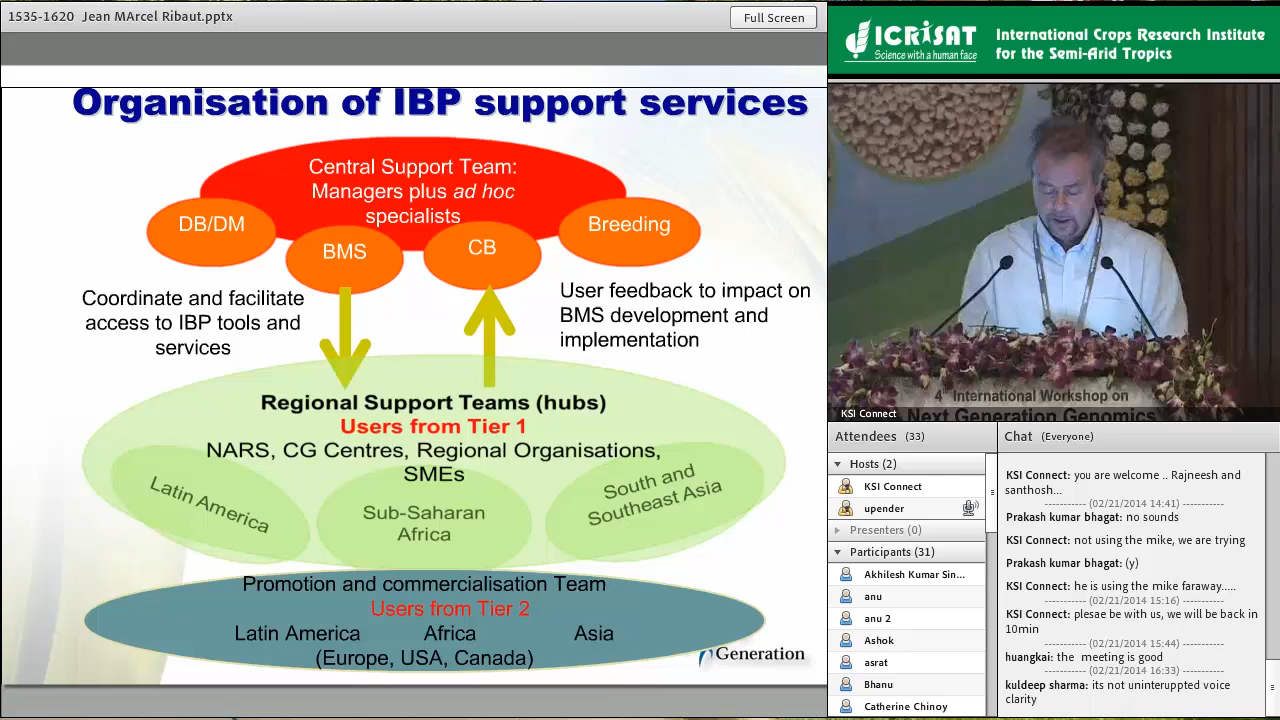 1535-1620 Jean MArcel Ribaut.pptx
Full Screen
Organisation of IBP support services
Central Support Team:
Managers plus ad hoc
specialists
DB/DM
BMS
CB
Breeding
Coordinate and facilitate
access to IBP tools and
services
User feedback to impact on
BMS development and
implementation
Regional Support Teams (hubs)
Users from Tier 1
NARS, CG Centres, Regional Organisations,
SMEs
Latin America
Sub-Saharan
Africa
South and
Southeast Asia
Promotion and commercialisation Team
Users from Tier 2
Latin America Africa Asia
(Europe, USA, Canada)
Generation
ICRISAT
Science with a human face
International Crops Research Institute
for the Semi-Arid Tropics
4th International Workshop on
Next Generation Genomics
KSI Connect
Attendees (33)
Hosts (2)
KSI Connect
upender
Presenters (0)
Participants (31)
Akhilesh Kumar Sin...
anu
anu 2
Ashok
asrat
Bhanu
Catherine Chinoy
Chat (Everyone)
KSI Connect: you are welcome .. Rajneesh and
santhosh...
----------- (02/21/2014 14:41) -----------
Prakash kumar bhagat: no sounds
KSI Connect: not using the mike, we are trying
Prakash kumar bhagat: (y)
KSI Connect: he is using the mike faraway.....
----------- (02/21/2014 15:16) -----------
KSI Connect: plesae be with us, we will be back in
10min
----------- (02/21/2014 15:44) -----------
huangkai: the meeting is good
----------- (02/21/2014 16:33) -----------
kuldeep sharma: its not uninteruppted voice
clarity